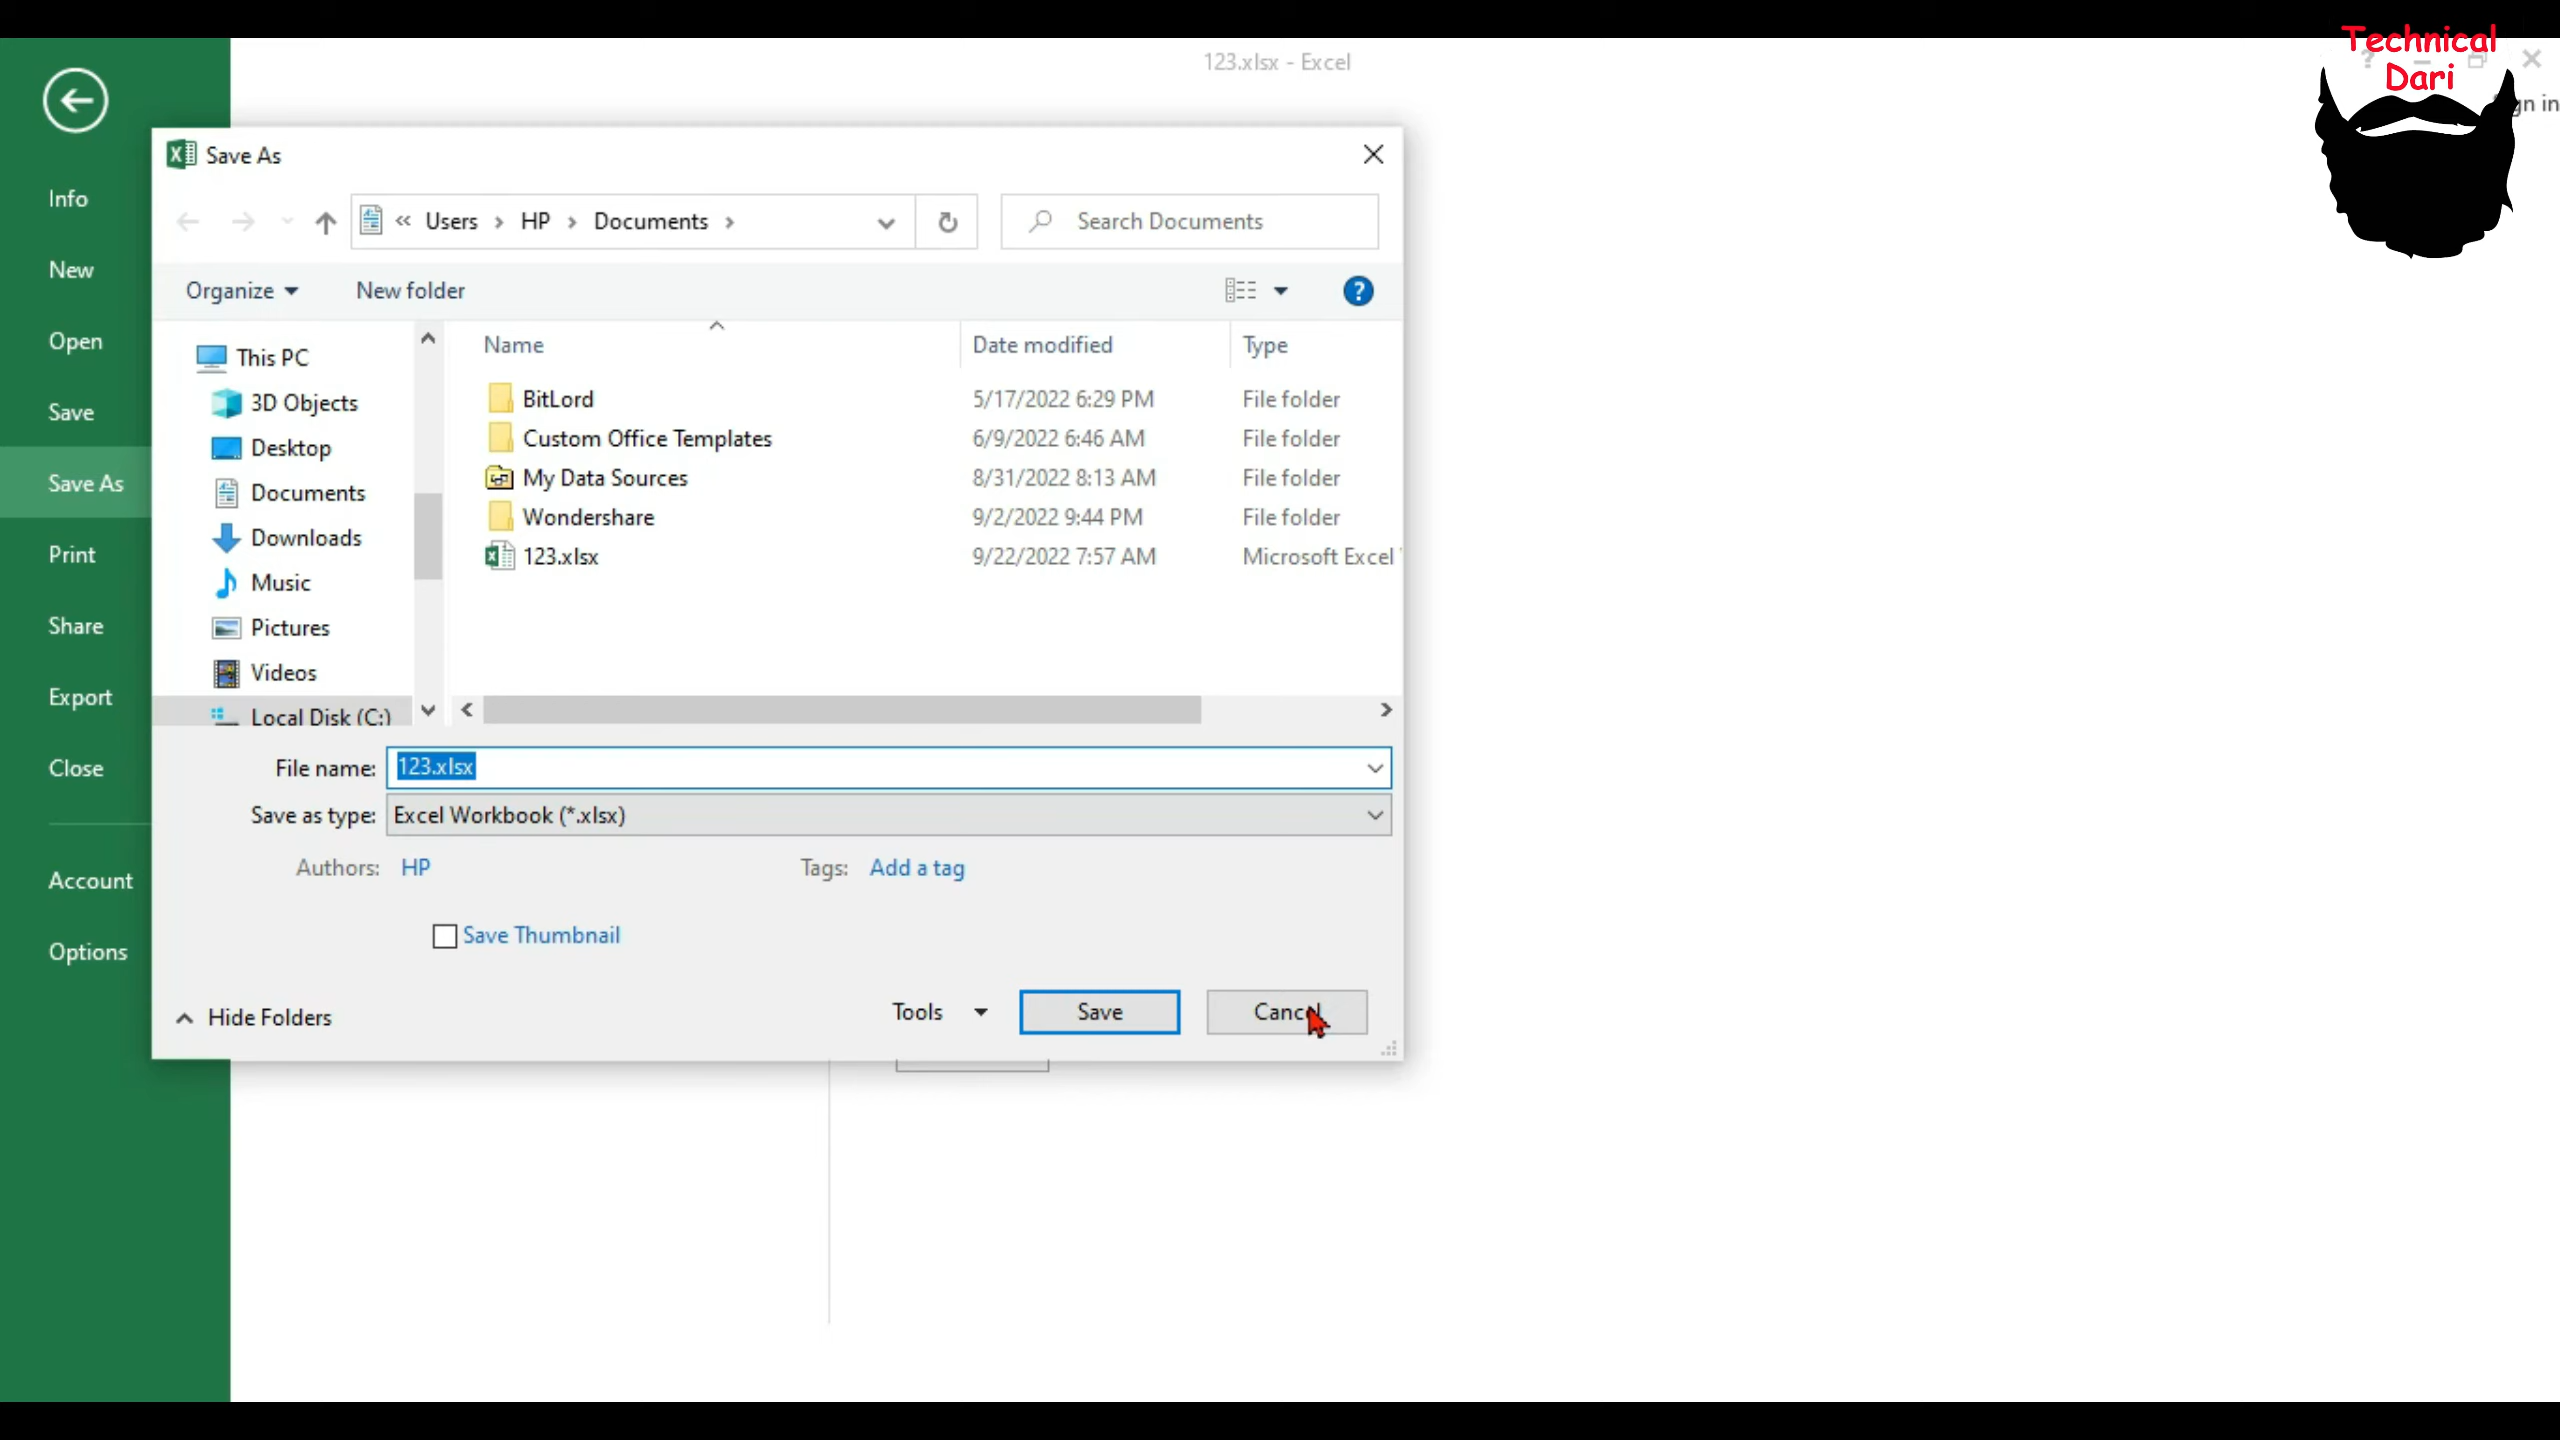 Technical
Dari
123.xlsx - Excel
Save As
Users > HP > Documents >
Search Documents
Organize
New folder
Name
Date modified
Type
This PC
3D Objects
Desktop
Documents
Downloads
Music
Pictures
Videos
Local Disk (C:)
BitLord 5/17/2022 6:29 PM File folder
Custom Office Templates 6/9/2022 6:46 AM File folder
My Data Sources 8/31/2022 8:13 AM File folder
Wondershare 9/2/2022 9:44 PM File folder
123.xlsx 9/22/2022 7:57 AM Microsoft Excel
File name: 123.xlsx
Save as type: Excel Workbook (*.xlsx)
Authors: HP
Tags: Add a tag
Save Thumbnail
Hide Folders
Tools
Save
Cancel
Info
New
Open
Save
Save As
Print
Share
Export
Close
Account
Options